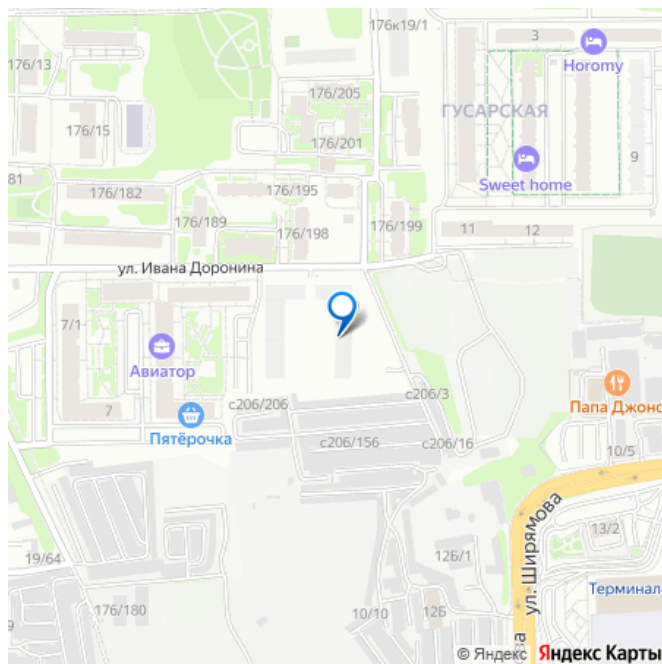 176к19/1
3
Horomy
176/13
176/205
ГУСАРСКАЯ
176/15
176/201
Sweet home
9
81
176/182
176/195
176/189
176/198
176/199
11
12
ул. Ивана Доронина
7/1
Авиатор
7
Пятёрочка
с206/206
с206/3
Папа Джонс
с206/156
с206/16
10/5
ул. Ширямова
13/2
19/64
12Б/1
Терминал
176/180
10/10
12Б
ова
© Яндекс Яндекс Карты